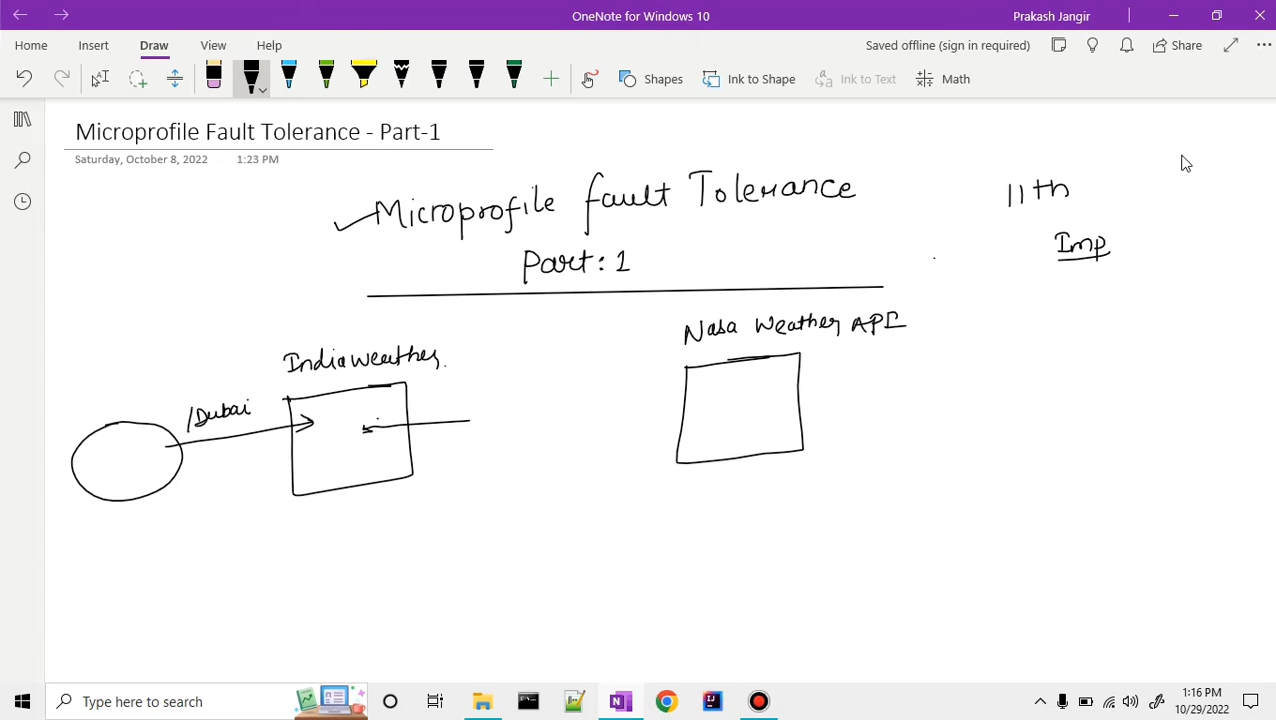 OneNote for Windows 10
Prakash Jangir
Home Insert Draw View Help
Saved offline (sign in required)
Share
Shapes
Ink to Shape
Ink to Text
Math
Microprofile Fault Tolerance - Part-1
Saturday, October 8, 2022 1:23 PM
Microprofile fault Tolerance
11th
Part: 1
Imp
Nasa Weather API
Indiaweather
/Dubai
Type here to search
1:16 PM
10/29/2022